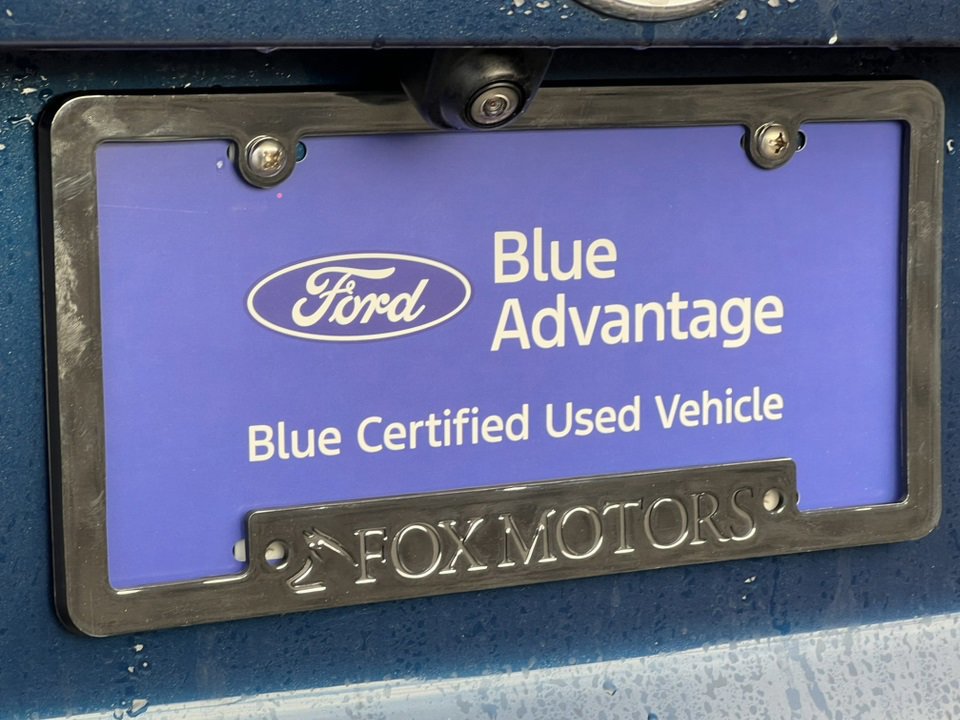 Ford
Blue
Advantage
Blue Certified Used Vehicle
FOX MOTORS